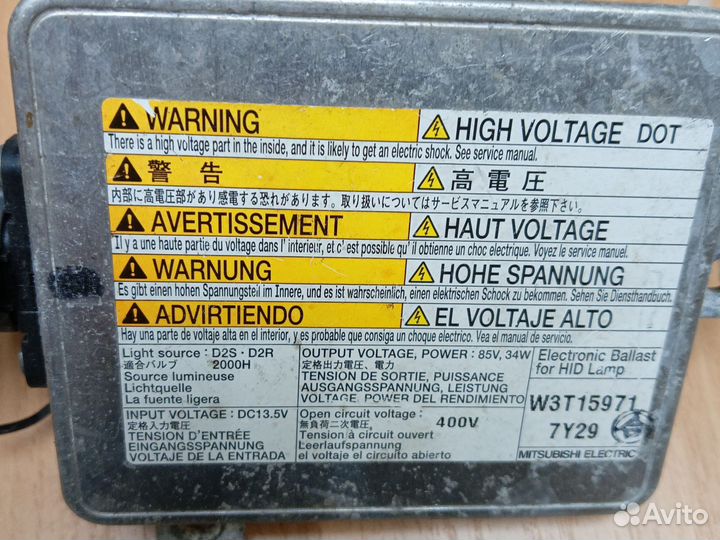 WARNING
HIGH VOLTAGE DOT
There is a high voltage part in the inside, and it is likely to get an electric shock. See service manual.
警告
高電圧
内部に高電圧部があり感電する恐れがあります。取り扱いについてはサービスマニュアルを参照下さい。
AVERTISSEMENT
HAUT VOLTAGE
Il y a une haute partie du voltage dans l' interieur, et c' est possible qu' il obtienne un choc electrique. Voyez le service manuel.
WARNUNG
HOHE SPANNUNG
Es gibt einen hohen Spannungsteil im Innere, und es ist wahrscheinlich, einen elektrischen Schock zu bekommen. Sehen Sie Diensthandbuch.
ADVIRTIENDO
EL VOLTAJE ALTO
Hay una parte de voltaje alta en el interior, y es probable que consiga un choque eléctrico. Vea el manual de servicio.
Light source : D2S · D2R
適合バルブ 2000H
Source lumineuse
Lichtquelle
La fuente ligera
OUTPUT VOLTAGE, POWER : 85V, 34W
定格出力電圧、電力
TENSION DE SORTIE, PUISSANCE
AUSGANGSSPANNUNG, LEISTUNG
VOLTAGE, POWER DEL RENDIMIENTO
Electronic Ballast
for HID Lamp
INPUT VOLTAGE : DC13.5V
定格入力電圧
TENSION D'ENTRÉE
EINGANGSSPANNUNG
VOLTAJE DE LA ENTRADA
Open circuit voltage :
無負荷二次電圧, 400V
Tension à circuit ouvert
Leerlaufspannung
el voltaje el circuito abierto
W3T15971
7Y29
MITSUBISHI ELECTRIC
Avito